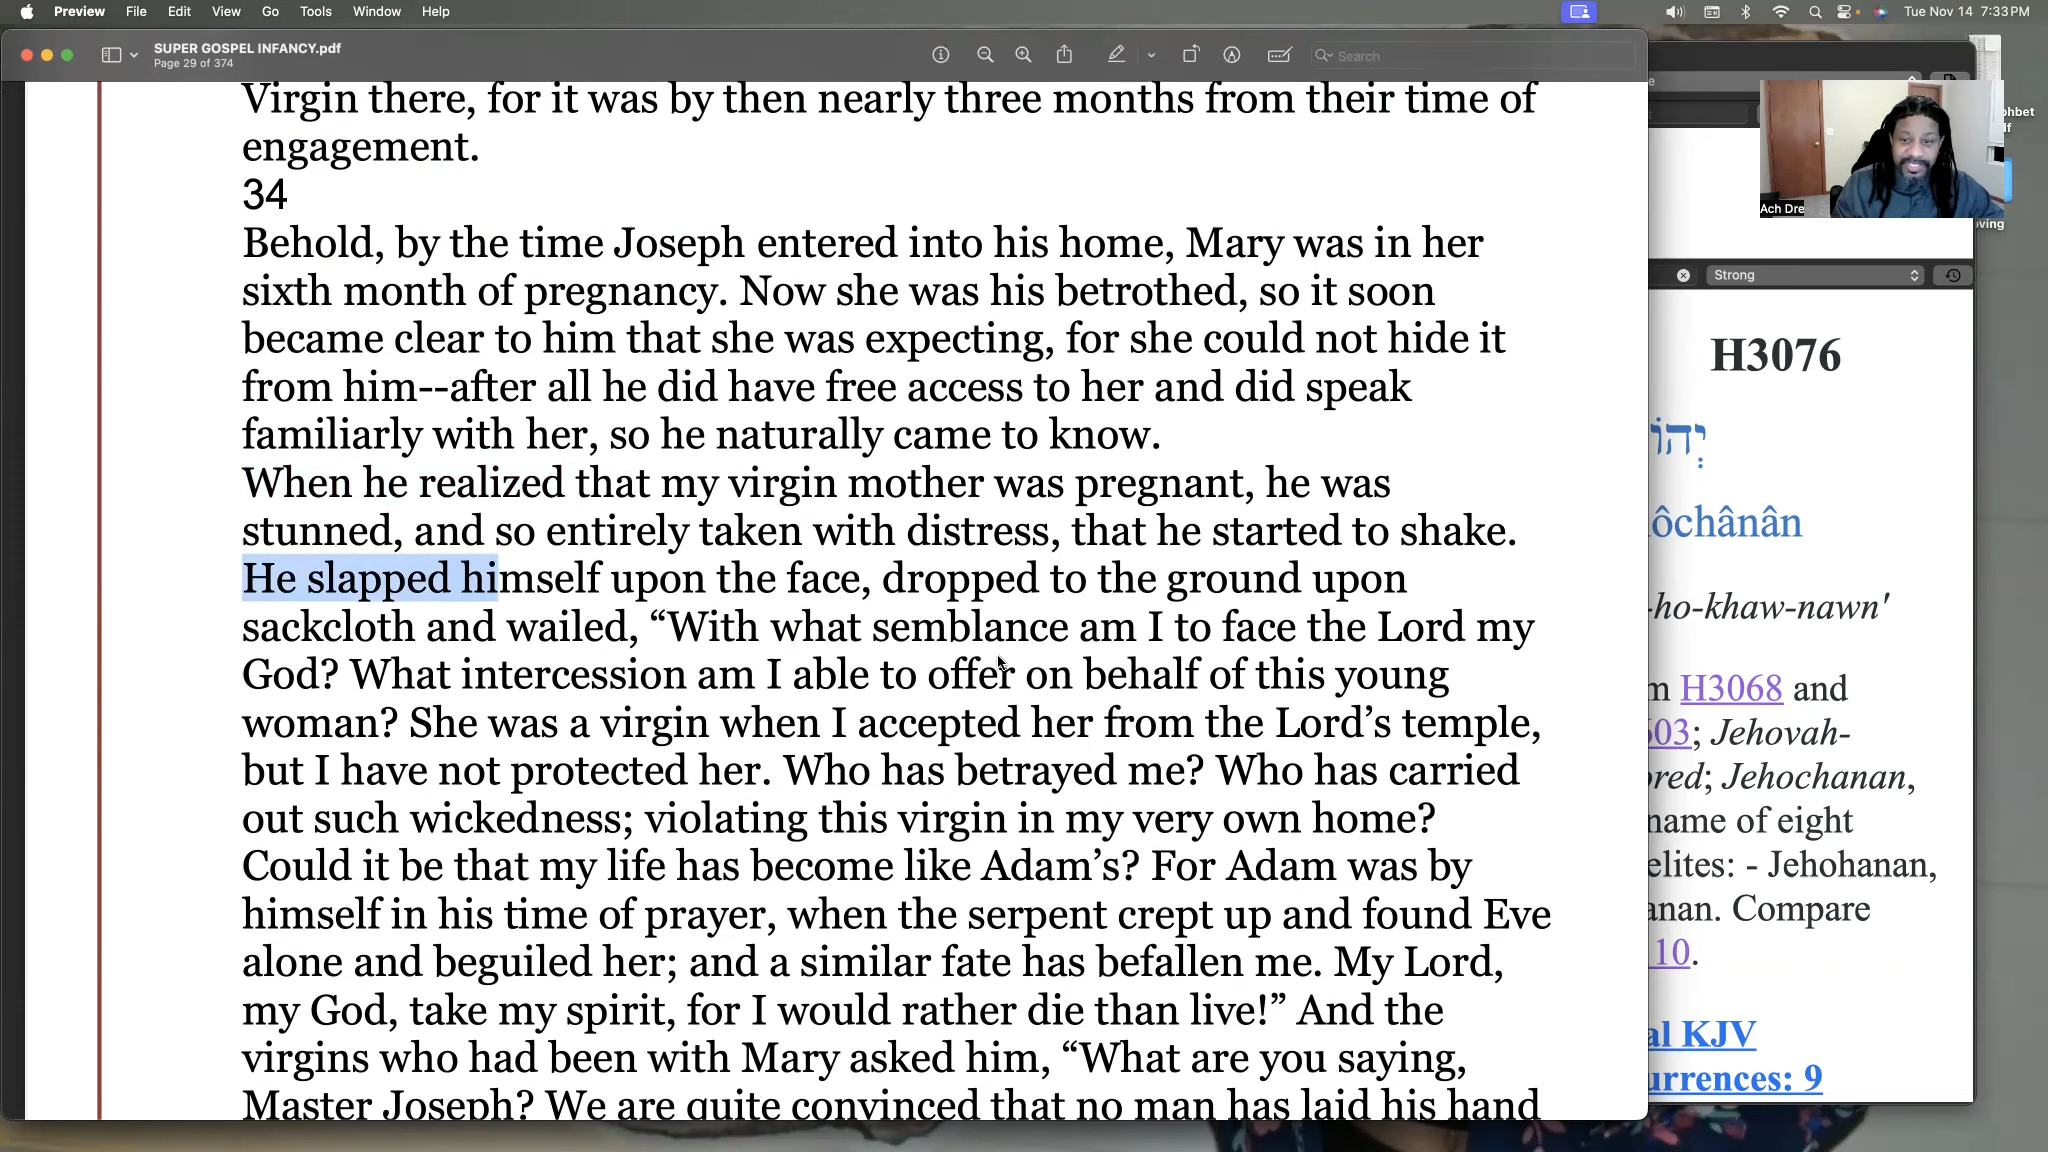 Preview File Edit View Go Tools Window Help
Tue Nov 14 7:33 PM
SUPER GOSPEL INFANCY.pdf
Page 29 of 374
Search
Virgin there, for it was by then nearly three months from their time of
engagement.
34
Behold, by the time Joseph entered into his home, Mary was in her
sixth month of pregnancy. Now she was his betrothed, so it soon
became clear to him that she was expecting, for she could not hide it
from him--after all he did have free access to her and did speak
familiarly with her, so he naturally came to know.
When he realized that my virgin mother was pregnant, he was
stunned, and so entirely taken with distress, that he started to shake.
He slapped himself upon the face, dropped to the ground upon
sackcloth and wailed, “With what semblance am I to face the Lord my
God? What intercession am I able to offer on behalf of this young
woman? She was a virgin when I accepted her from the Lord’s temple,
but I have not protected her. Who has betrayed me? Who has carried
out such wickedness; violating this virgin in my very own home?
Could it be that my life has become like Adam’s? For Adam was by
himself in his time of prayer, when the serpent crept up and found Eve
alone and beguiled her; and a similar fate has befallen me. My Lord,
my God, take my spirit, for I would rather die than live!” And the
virgins who had been with Mary asked him, “What are you saying,
Master Joseph? We are quite convinced that no man has laid his hand
Ach Dre
Strong
H3076
יְהוֹ
ôchânân
-ho-khaw-nawn'
m H3068 and
03; Jehovah-
ored; Jehochanan,
name of eight
elites: - Jehohanan,
anan. Compare
10.
al KJV
urrences: 9